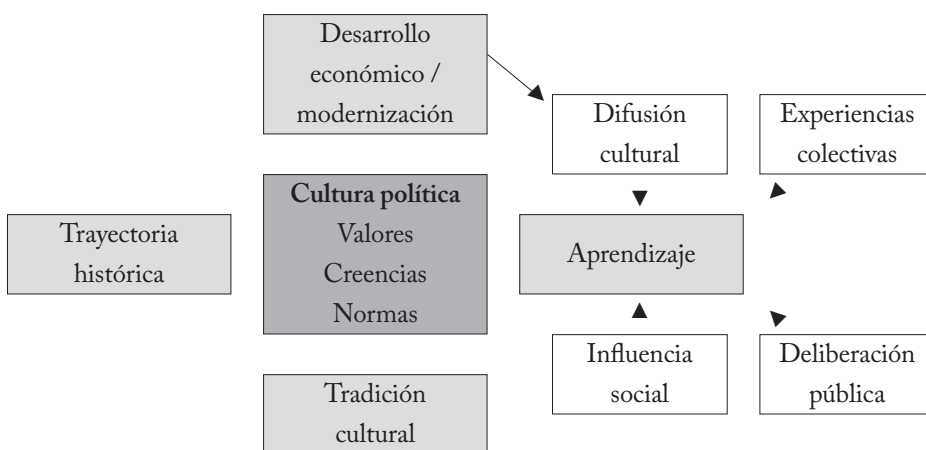 Desarrollo
económico /
modernización
Difusión
cultural
Experiencias
colectivas
Cultura política
Valores
Creencias
Normas
Trayectoria
histórica
Aprendizaje
Influencia
social
Deliberación
pública
Tradición
cultural